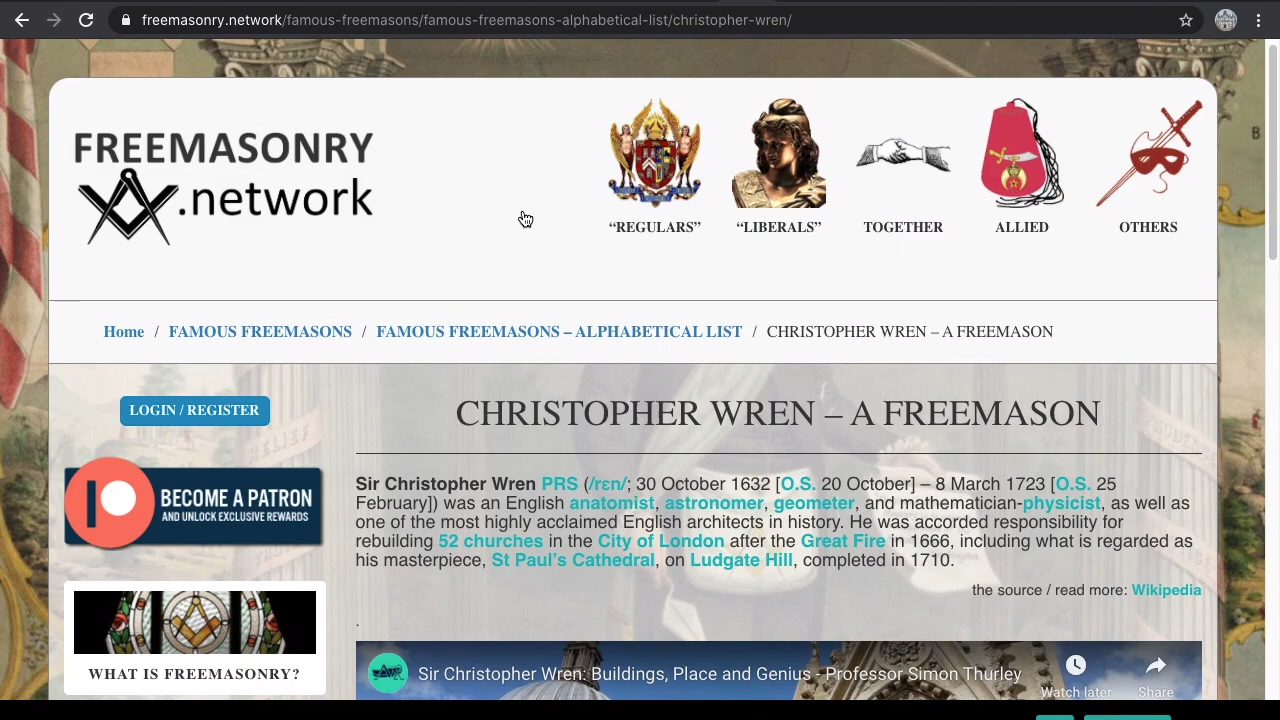 freemasonry.network/famous-freemasons/famous-freemasons-alphabetical-list/christopher-wren/
FREEMASONRY
.network
“REGULARS”
“LIBERALS”
TOGETHER
ALLIED
OTHERS
Home / FAMOUS FREEMASONS / FAMOUS FREEMASONS – ALPHABETICAL LIST / CHRISTOPHER WREN – A FREEMASON
LOGIN / REGISTER
BECOME A PATRON
AND UNLOCK EXCLUSIVE REWARDS
WHAT IS FREEMASONRY?
CHRISTOPHER WREN – A FREEMASON
Sir Christopher Wren PRS (/rɛn/; 30 October 1632 [O.S. 20 October] – 8 March 1723 [O.S. 25
February]) was an English anatomist, astronomer, geometer, and mathematician-physicist, as well as
one of the most highly acclaimed English architects in history. He was accorded responsibility for
rebuilding 52 churches in the City of London after the Great Fire in 1666, including what is regarded as
his masterpiece, St Paul’s Cathedral, on Ludgate Hill, completed in 1710.
the source / read more: Wikipedia
.
Sir Christopher Wren: Buildings, Place and Genius - Professor Simon Thurley
Watch later
Share